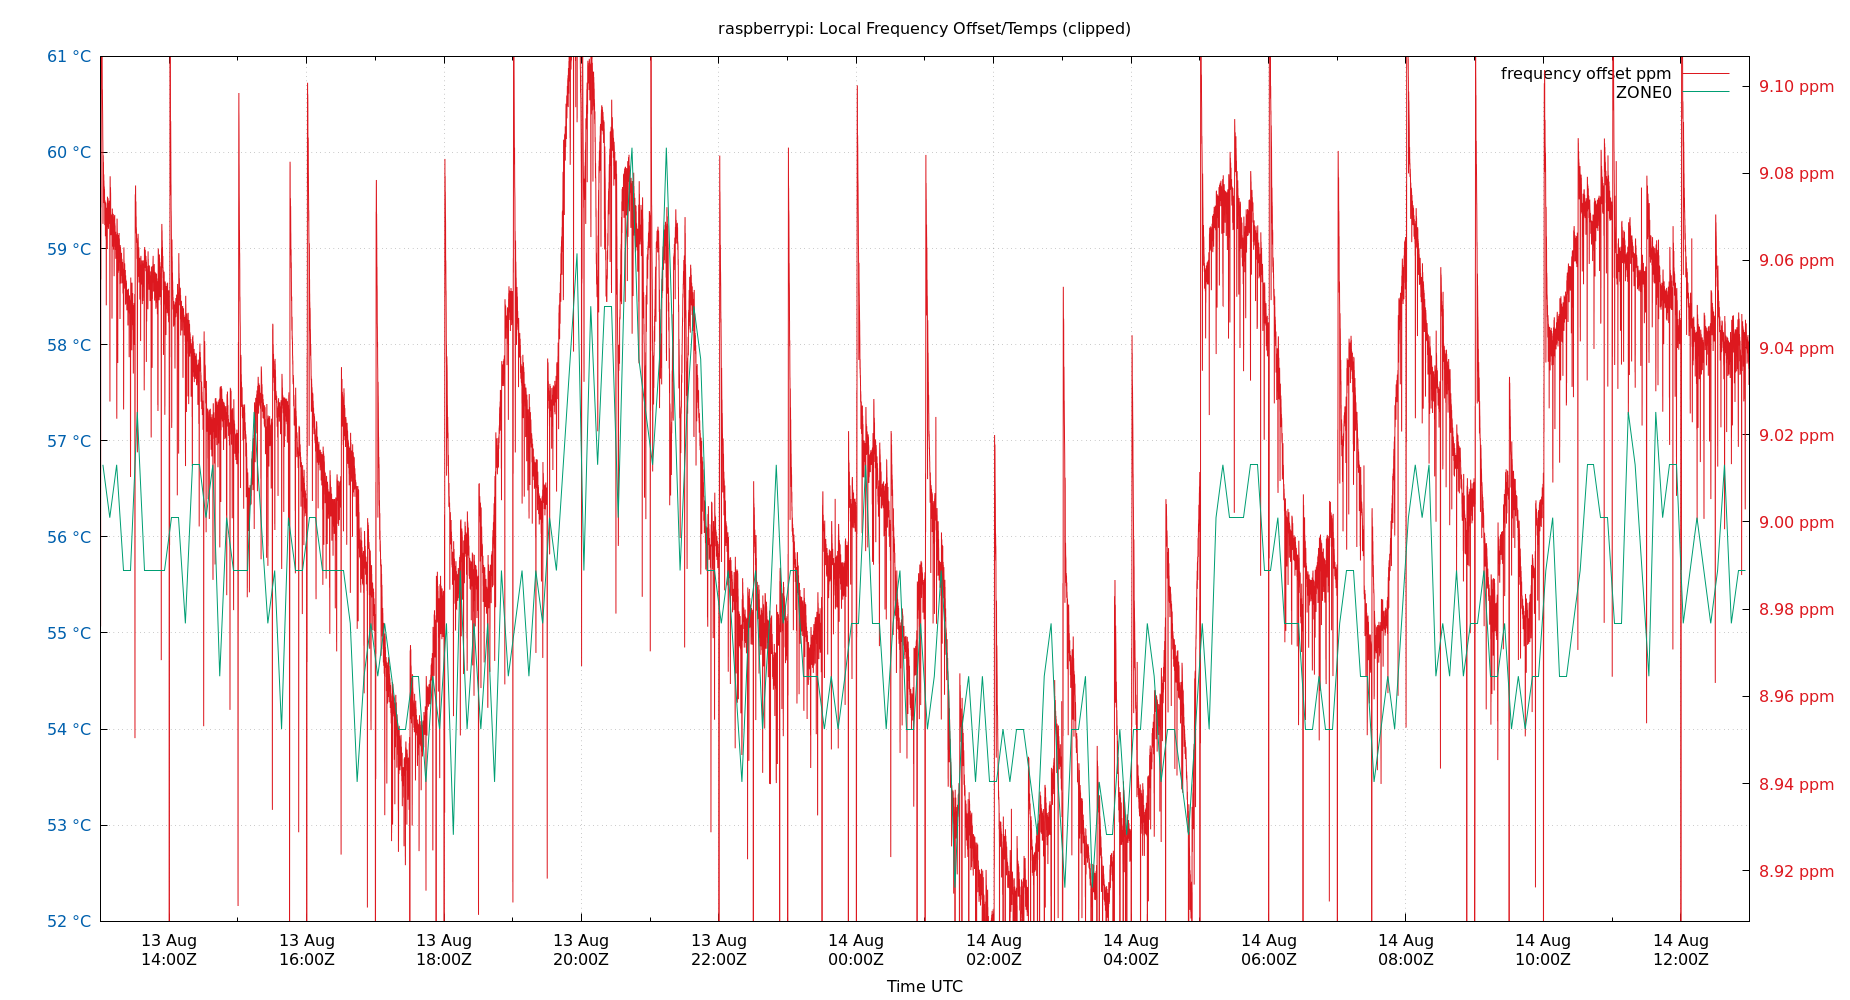 raspberrypi: Local Frequency Offset/Temps (clipped)
frequency offset ppm
ZONE0
61 °C
60 °C
59 °C
58 °C
57 °C
56 °C
55 °C
54 °C
53 °C
52 °C
9.10 ppm
9.08 ppm
9.06 ppm
9.04 ppm
9.02 ppm
9.00 ppm
8.98 ppm
8.96 ppm
8.94 ppm
8.92 ppm
13 Aug 13 Aug 13 Aug 13 Aug 13 Aug 14 Aug 14 Aug 14 Aug 14 Aug 14 Aug 14 Aug 14 Aug
14:00Z 16:00Z 18:00Z 20:00Z 22:00Z 00:00Z 02:00Z 04:00Z 06:00Z 08:00Z 10:00Z 12:00Z
Time UTC